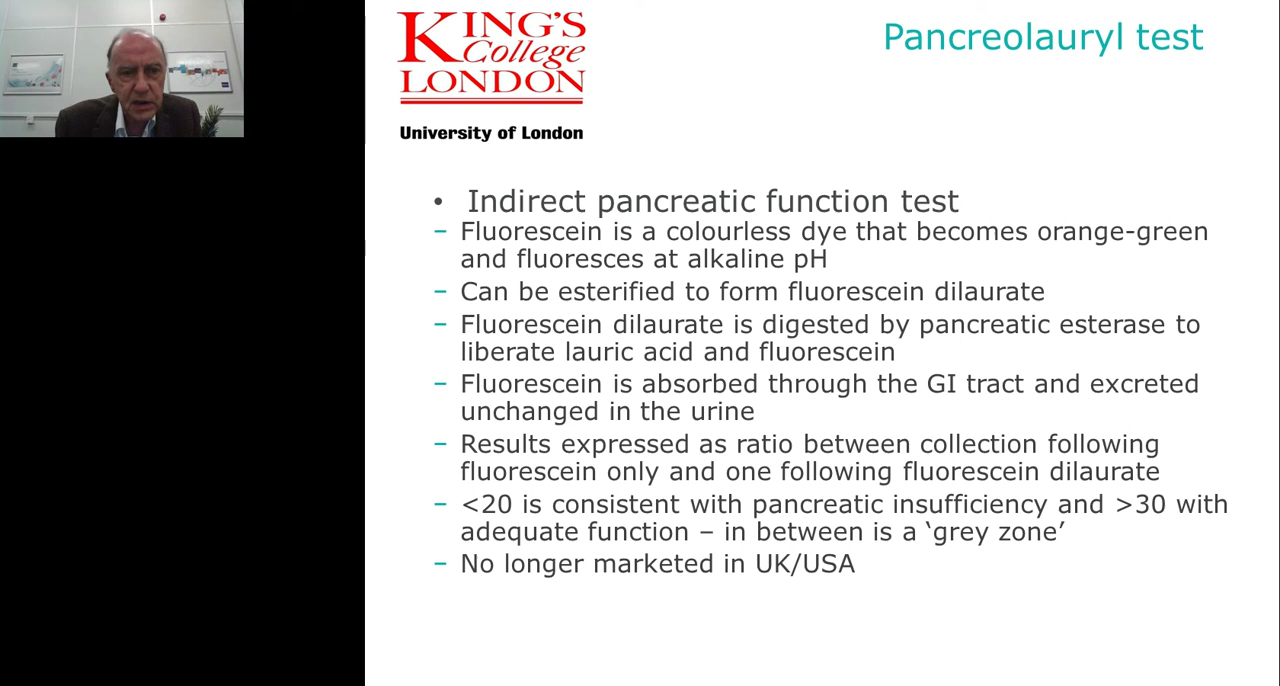 KING'S
College
LONDON
University of London
Pancreolauryl test
• Indirect pancreatic function test
– Fluorescein is a colourless dye that becomes orange-green
and fluoresces at alkaline pH
– Can be esterified to form fluorescein dilaurate
– Fluorescein dilaurate is digested by pancreatic esterase to
liberate lauric acid and fluorescein
– Fluorescein is absorbed through the GI tract and excreted
unchanged in the urine
– Results expressed as ratio between collection following
fluorescein only and one following fluorescein dilaurate
– <20 is consistent with pancreatic insufficiency and >30 with
adequate function – in between is a ‘grey zone’
– No longer marketed in UK/USA